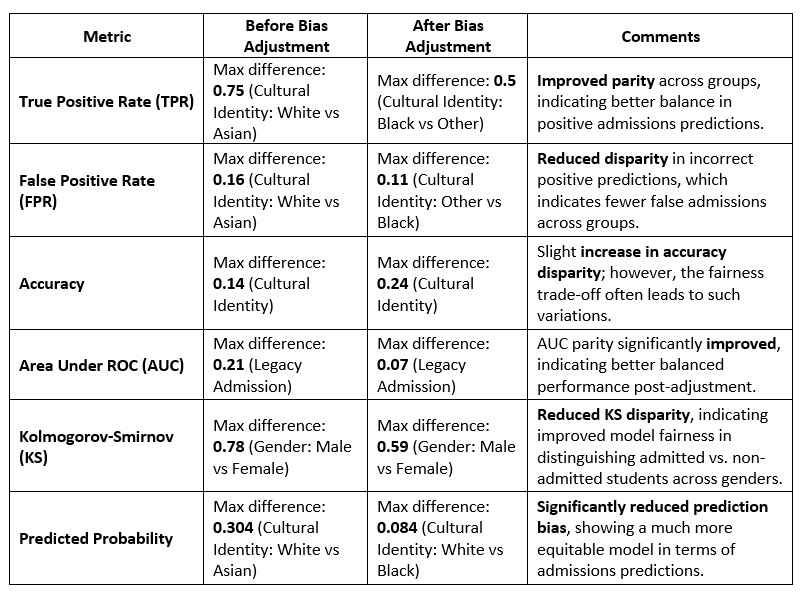 Metric
Before Bias
Adjustment
After Bias
Adjustment
Comments
True Positive Rate (TPR)
Max difference:
0.75 (Cultural
Identity: White vs
Asian)
Max difference: 0.5
(Cultural Identity:
Black vs Other)
Improved parity across groups,
indicating better balance in
positive admissions predictions.
False Positive Rate
(FPR)
Max difference:
0.16 (Cultural
Identity: White vs
Asian)
Max difference:
0.11 (Cultural
Identity: Other vs
Black)
Reduced disparity in incorrect
positive predictions, which
indicates fewer false admissions
across groups.
Accuracy
Max difference:
0.14 (Cultural
Identity)
Max difference:
0.24 (Cultural
Identity)
Slight increase in accuracy
disparity; however, the fairness
trade-off often leads to such
variations.
Area Under ROC (AUC)
Max difference:
0.21 (Legacy
Admission)
Max difference:
0.07 (Legacy
Admission)
AUC parity significantly improved,
indicating better balanced
performance post-adjustment.
Kolmogorov-Smirnov
(KS)
Max difference:
0.78 (Gender: Male
vs Female)
Max difference:
0.59 (Gender: Male
vs Female)
Reduced KS disparity, indicating
improved model fairness in
distinguishing admitted vs. non-
admitted students across genders.
Predicted Probability
Max difference:
0.304 (Cultural
Identity: White vs
Asian)
Max difference:
0.084 (Cultural
Identity: White vs
Black)
Significantly reduced prediction
bias, showing a much more
equitable model in terms of
admissions predictions.